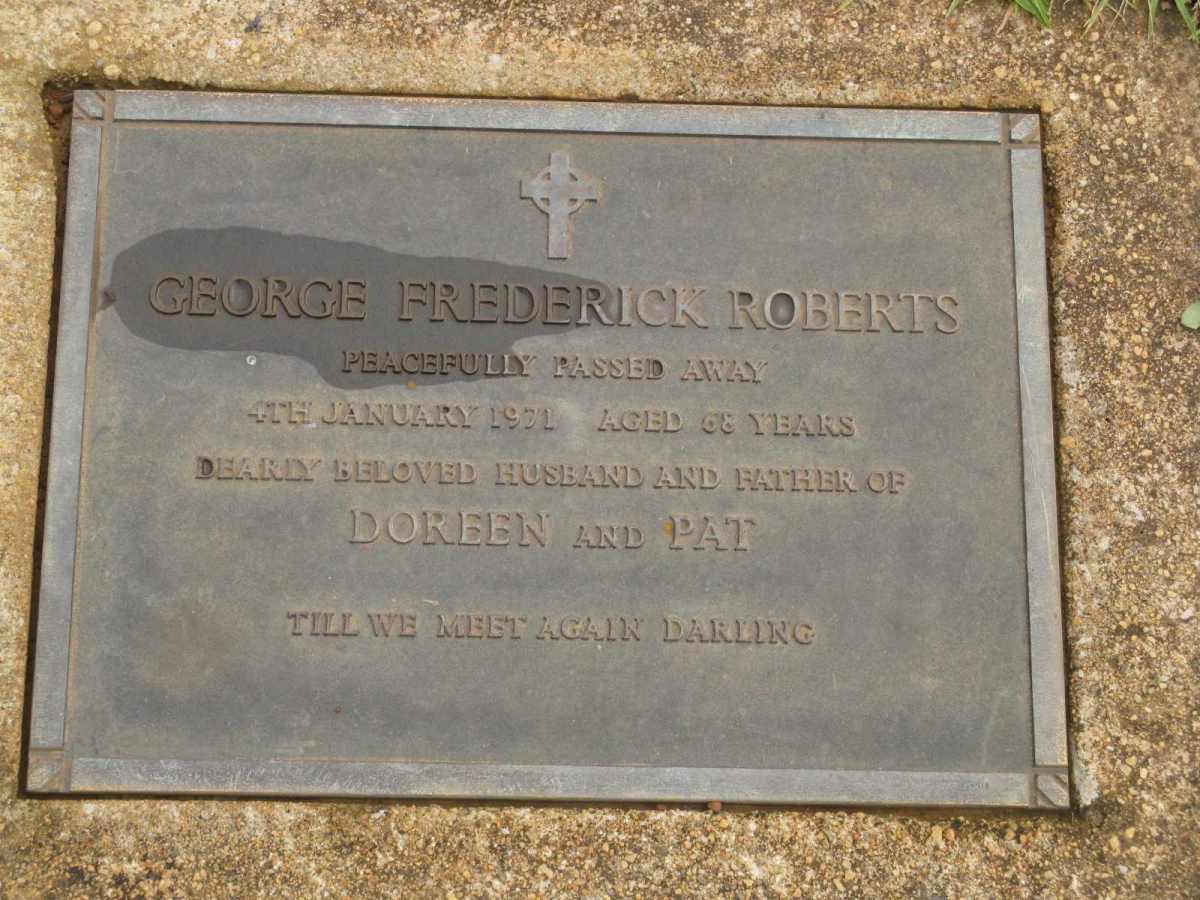 GEORGE FREDERICK ROBERTS
PEACEFULLY PASSED AWAY
4TH JANUARY 1971 AGED 68 YEARS
DEARLY BELOVED HUSBAND AND FATHER OF
DOREEN AND PAT
TILL WE MEET AGAIN DARLING